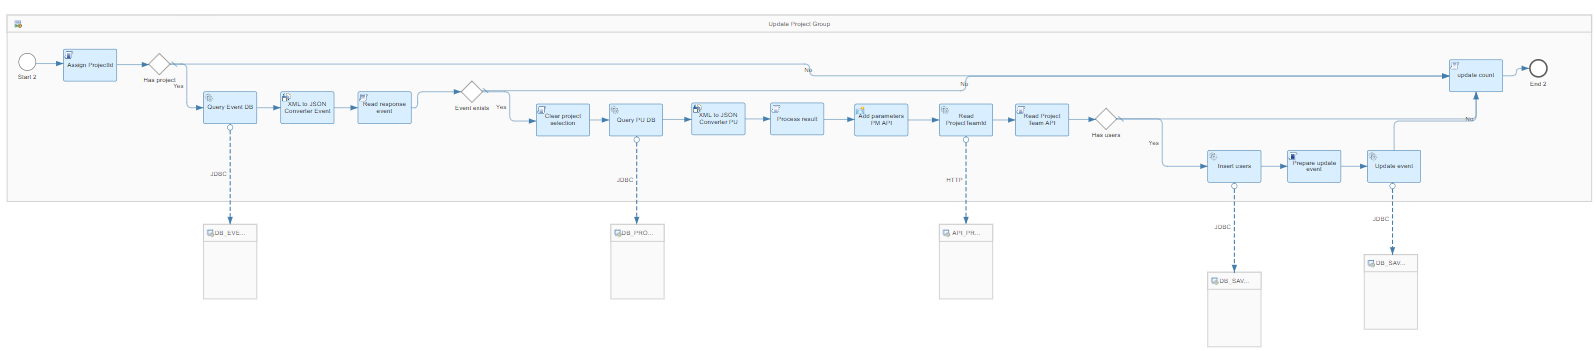 Update Project Group
Start 2
Assign ProjectId
Has project
Yes
No
Query Event DB
XML to JSON
Converter Event
Read response
event
Event exists
Yes
No
Clear project
selection
Query PU DB
XML to JSON
Converter PU
Process result
Add parameters
PM API
Read
ProjectTeamId
Read Project
Team API
Has users
Yes
No
Insert users
Prepare update
event
Update event
update count
End 2
JDBC
JDBC
HTTP
JDBC
JDBC
DB_EVE...
DB_PRO...
API_PR...
DB_SAV...
DB_SAV...